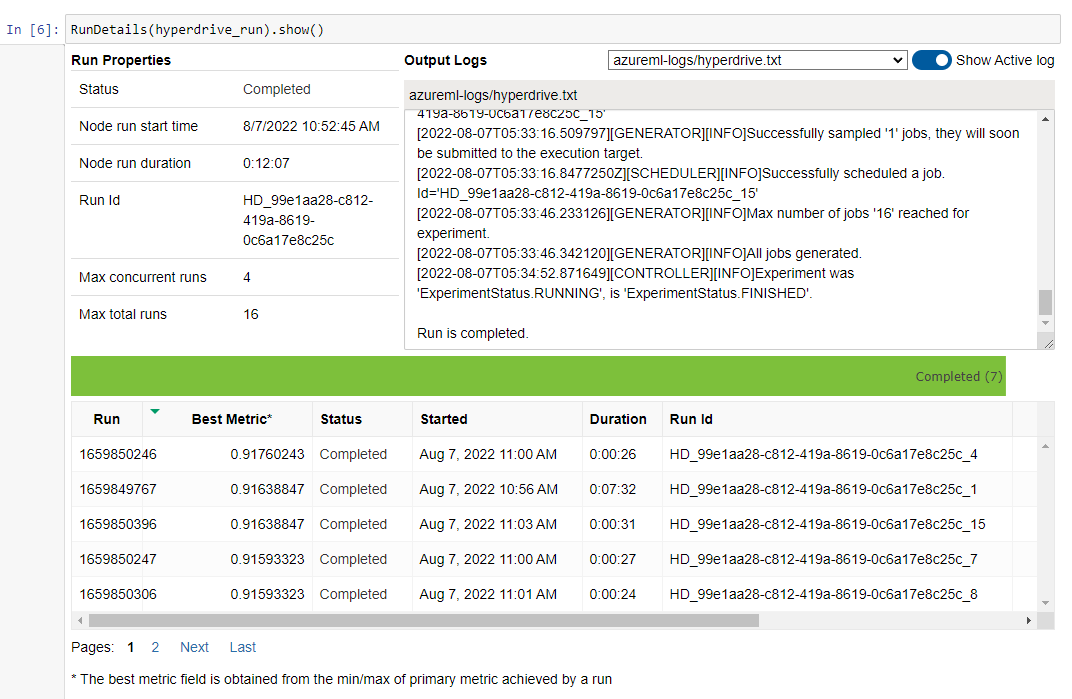 In [6]:
RunDetails(hyperdrive_run).show()
Run Properties
Status Completed
Node run start time 8/7/2022 10:52:45 AM
Node run duration 0:12:07
Run Id HD_99e1aa28-c812-
419a-8619-
0c6a17e8c25c
Max concurrent runs 4
Max total runs 16
Output Logs
azureml-logs/hyperdrive.txt
Show Active log
azureml-logs/hyperdrive.txt
419a-8619-0c6a17e8c25c_15'
[2022-08-07T05:33:16.509797][GENERATOR][INFO]Successfully sampled '1' jobs, they will soon
be submitted to the execution target.
[2022-08-07T05:33:16.8477250Z][SCHEDULER][INFO]Successfully scheduled a job.
Id='HD_99e1aa28-c812-419a-8619-0c6a17e8c25c_15'
[2022-08-07T05:33:46.233126][GENERATOR][INFO]Max number of jobs '16' reached for
experiment.
[2022-08-07T05:33:46.342120][GENERATOR][INFO]All jobs generated.
[2022-08-07T05:34:52.871649][CONTROLLER][INFO]Experiment was
'ExperimentStatus.RUNNING', is 'ExperimentStatus.FINISHED'.
Run is completed.
Completed (7)
Run Best Metric* Status Started Duration Run Id
1659850246 0.91760243 Completed Aug 7, 2022 11:00 AM 0:00:26 HD_99e1aa28-c812-419a-8619-0c6a17e8c25c_4
1659849767 0.91638847 Completed Aug 7, 2022 10:56 AM 0:07:32 HD_99e1aa28-c812-419a-8619-0c6a17e8c25c_1
1659850396 0.91638847 Completed Aug 7, 2022 11:03 AM 0:00:31 HD_99e1aa28-c812-419a-8619-0c6a17e8c25c_15
1659850247 0.91593323 Completed Aug 7, 2022 11:00 AM 0:00:27 HD_99e1aa28-c812-419a-8619-0c6a17e8c25c_7
1659850306 0.91593323 Completed Aug 7, 2022 11:01 AM 0:00:24 HD_99e1aa28-c812-419a-8619-0c6a17e8c25c_8
Pages: 1 2 Next Last
* The best metric field is obtained from the min/max of primary metric achieved by a run